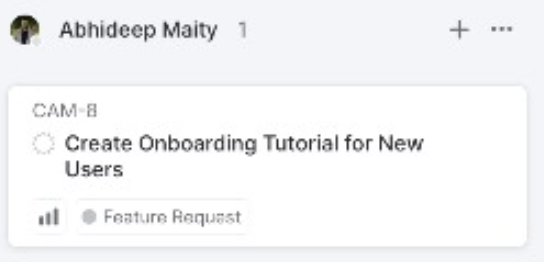 Abhideep Maity 1
CAM-8
Create Onboarding Tutorial for New
Users
Feature Request